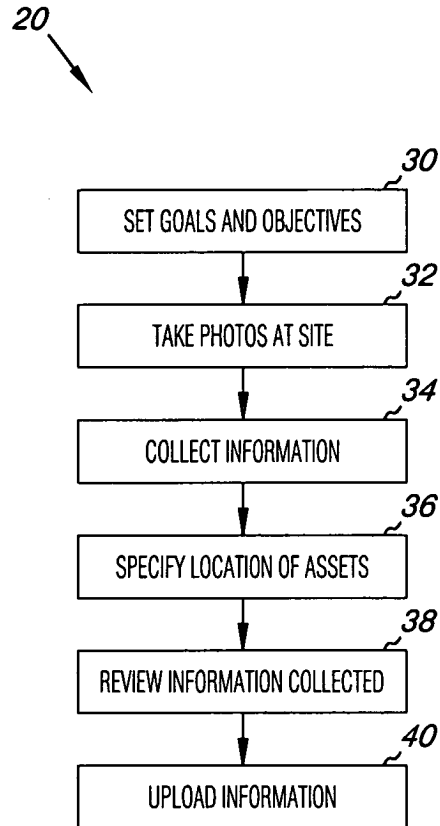 20
30
SET GOALS AND OBJECTIVES
32
TAKE PHOTOS AT SITE
34
COLLECT INFORMATION
36
SPECIFY LOCATION OF ASSETS
38
REVIEW INFORMATION COLLECTED
40
UPLOAD INFORMATION